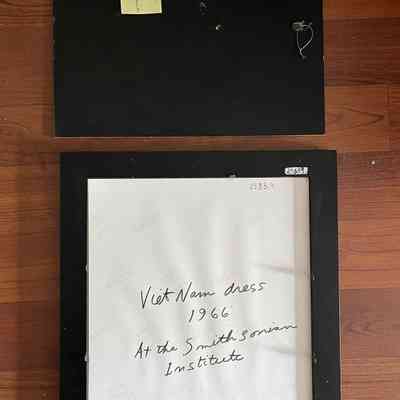 Viet Nam dress
1966
At the Smithsonian
Institute